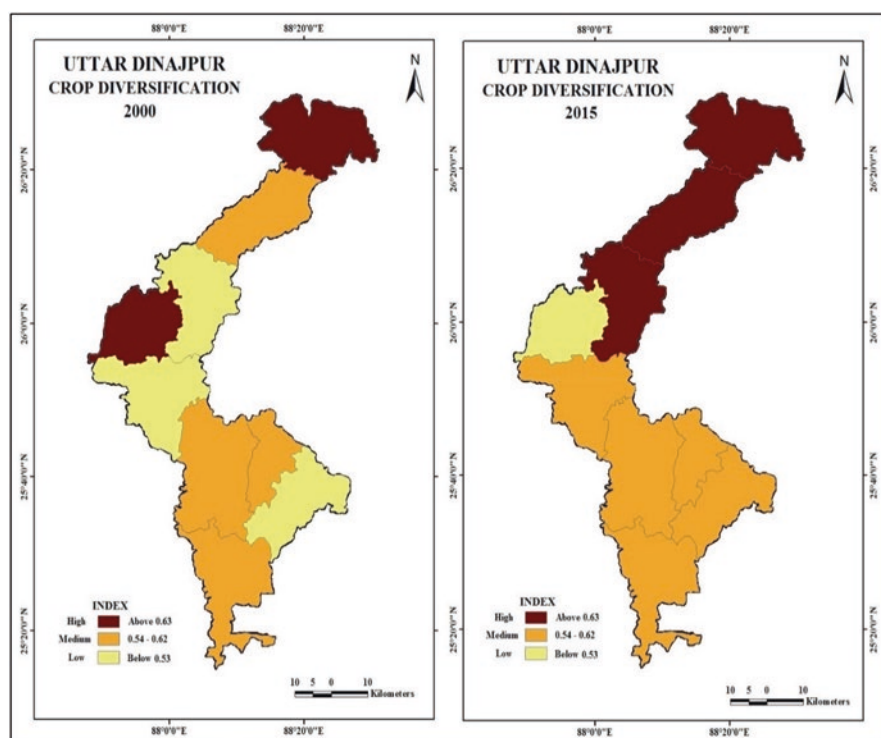 88°0'0"E 88°20'0"E
UTTAR DINAJPUR
CROP DIVERSIFICATION
2000
N
26°20'0"N
26°0'0"N
25°40'0"N
25°20'0"N
INDEX
High Above 0.63
Medium 0.54 - 0.62
Low Below 0.53
10 5 0 10
Kilometers
88°0'0"E 88°20'0"E
88°0'0"E 88°20'0"E
UTTAR DINAJPUR
CROP DIVERSIFICATION
2015
N
26°20'0"N
26°0'0"N
25°40'0"N
25°20'0"N
INDEX
High Above 0.63
Medium 0.54 - 0.62
Low Below 0.53
10 5 0 10
Kilometers
88°0'0"E 88°20'0"E